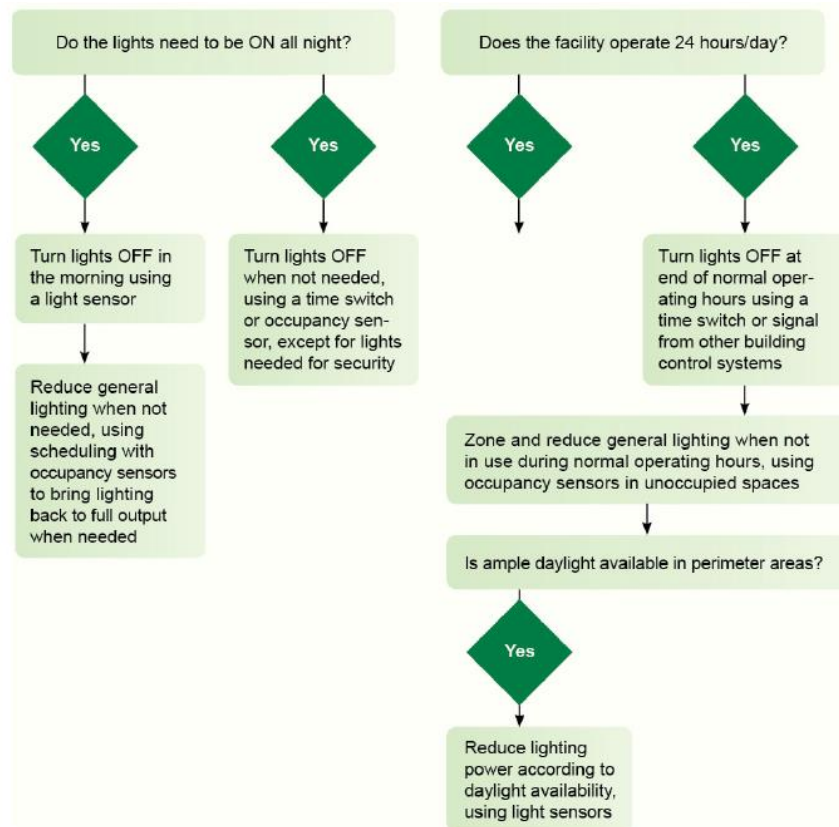 Do the lights need to be ON all night?
Yes
Yes
Turn lights OFF in
the morning using
a light sensor
Turn lights OFF
when not needed,
using a time switch
or occupancy sen-
sor, except for lights
needed for security
Reduce general
lighting when not
needed, using
scheduling with
occupancy sensors
to bring lighting
back to full output
when needed
Does the facility operate 24 hours/day?
Yes
Yes
Turn lights OFF at
end of normal oper-
ating hours using a
time switch or signal
from other building
control systems
Zone and reduce general lighting when not
in use during normal operating hours, using
occupancy sensors in unoccupied spaces
Is ample daylight available in perimeter areas?
Yes
Reduce lighting
power according to
daylight availability,
using light sensors